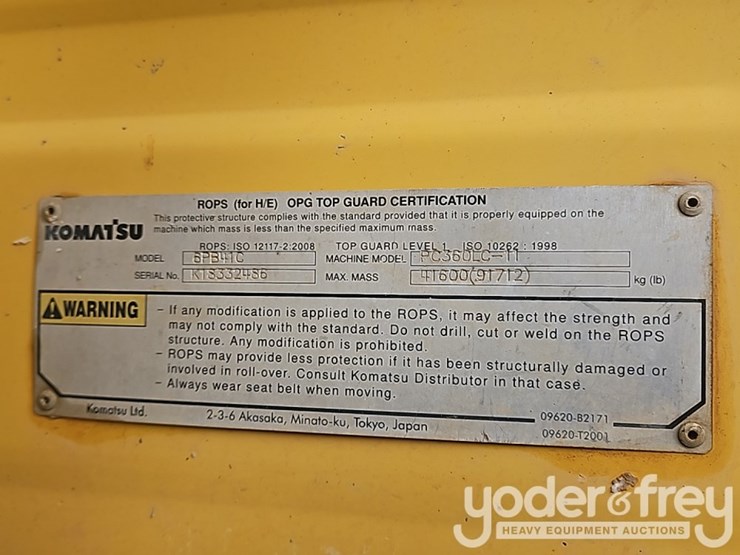 ROPS (for H/E) OPG TOP GUARD CERTIFICATION
This protective structure complies with the standard provided that it is properly equipped on the
machine which mass is less than the specified maximum mass.
KOMATSU
ROPS: ISO 12117-2:2008 TOP GUARD LEVEL 1 ISO 10262 : 1998
MODEL 6PB41C MACHINE MODEL PC360LC-11
SERIAL No. K18332486 MAX. MASS 41600(91712) kg (lb)
WARNING
- If any modification is applied to the ROPS, it may affect the strength and
may not comply with the standard. Do not drill, cut or weld on the ROPS
structure. Any modification is prohibited.
- ROPS may provide less protection if it has been structurally damaged or
involved in roll-over. Consult Komatsu Distributor in that case.
- Always wear seat belt when moving.
Komatsu Ltd. 2-3-6 Akasaka, Minato-ku, Tokyo, Japan
09620-B2171
09620-T2001
yoder&frey
HEAVY EQUIPMENT AUCTIONS